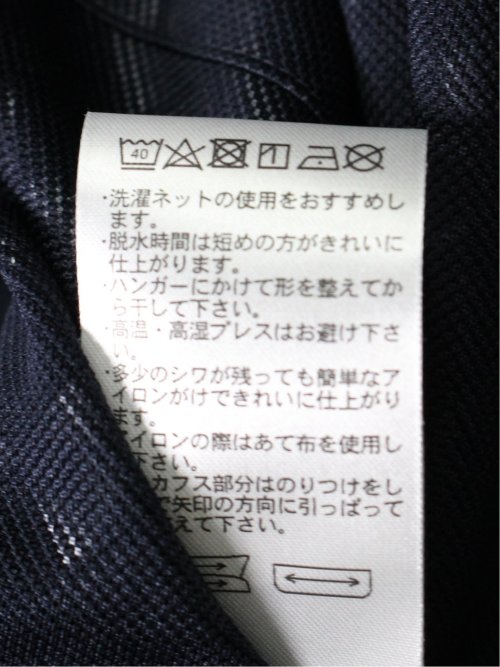 40
・洗濯ネットの使用をおすすめし
ます。
・脱水時間は短めの方がきれいに
仕上がります。
・ハンガーにかけて形を整えてか
ら干して下さい。
・高温・高湿プレスはお避け下さ
い。
・多少のシワが残っても簡単なア
イロンがけできれいに仕上がり
ます。
アイロンの際はあて布を使用し
下さい。
カフス部分はのりつけをし
で矢印の方向に引っぱって
えて下さい。